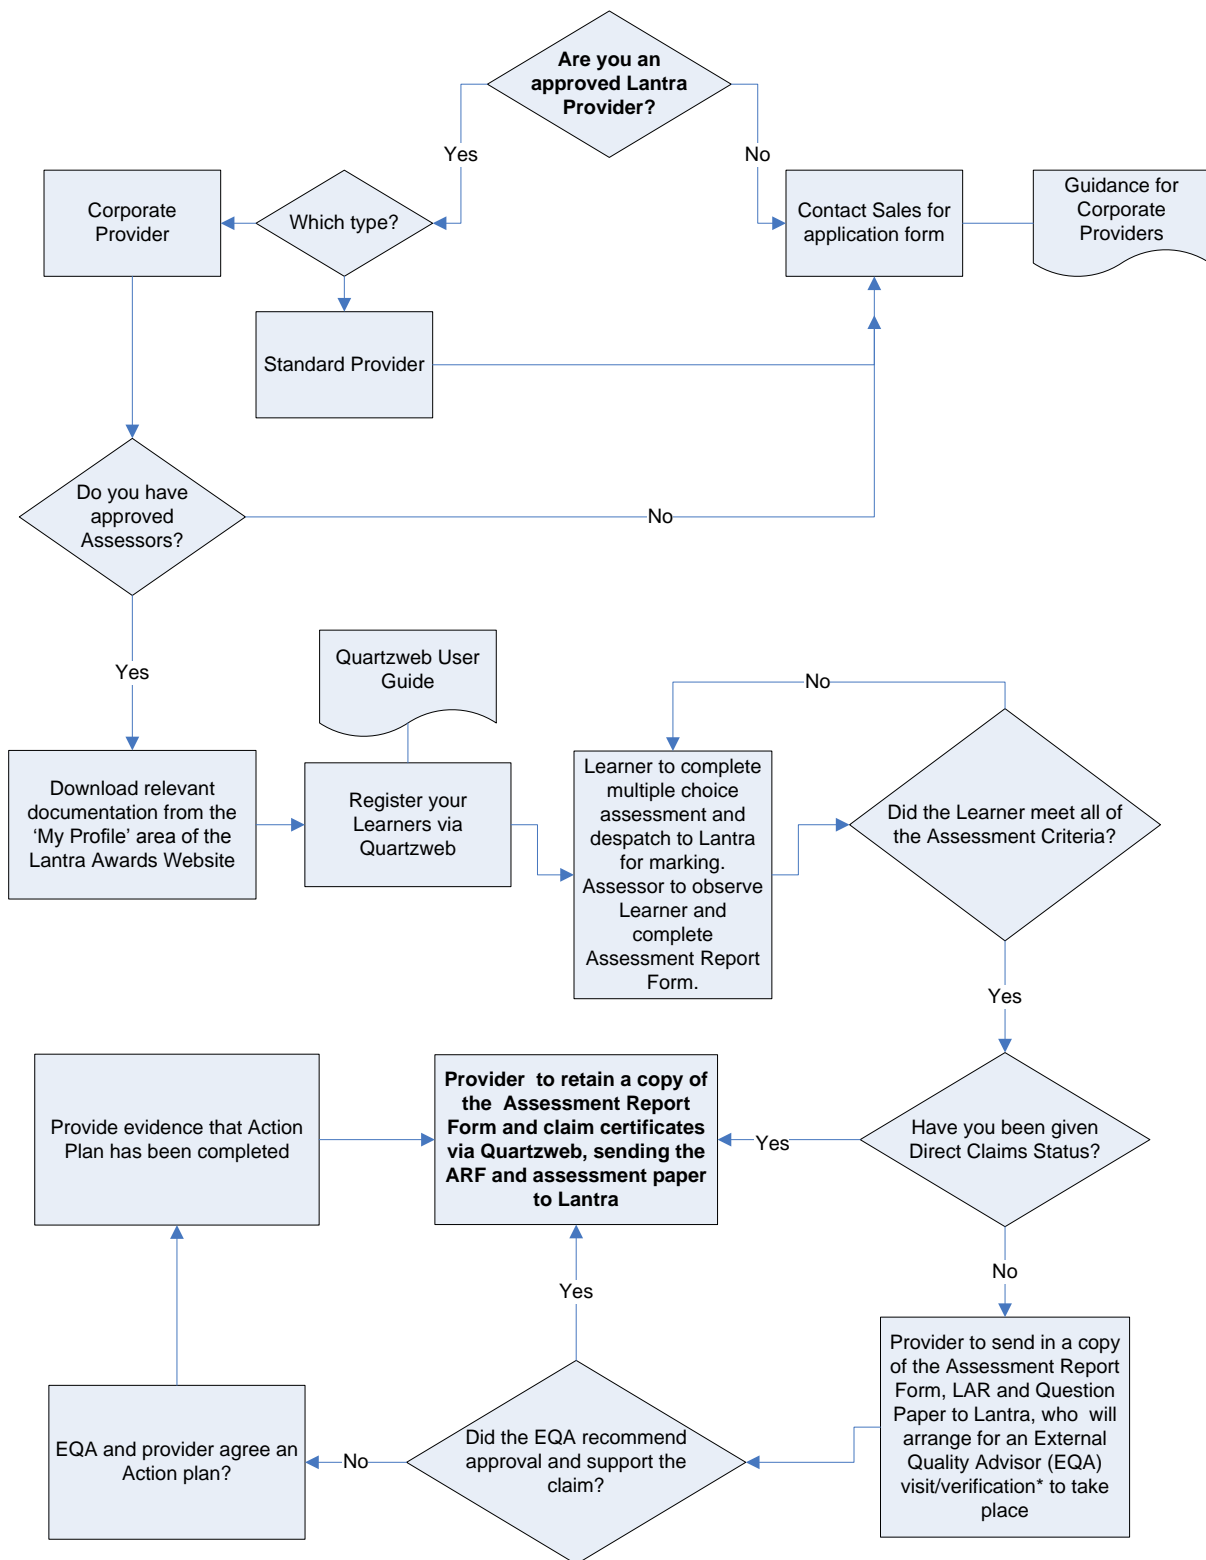 Are you an
approved Lantra
Provider?
Yes
No
Corporate
Provider
Which type?
Contact Sales for
application form
Guidance for
Corporate
Providers
Standard Provider
Do you have
approved
Assessors?
No
Yes
Quartzweb User
Guide
No
Download relevant
documentation from the
‘My Profile’ area of the
Lantra Awards Website
Register your
Learners via
Quartzweb
Learner to complete
multiple choice
assessment and
despatch to Lantra
for marking.
Assessor to observe
Learner and
complete
Assessment Report
Form.
Did the Learner meet all of
the Assessment Criteria?
Yes
Provide evidence that Action
Plan has been completed
Provider to retain a copy of
the Assessment Report
Form and claim certificates
via Quartzweb, sending the
ARF and assessment paper
to Lantra
Yes
Have you been given
Direct Claims Status?
No
Yes
EQA and provider agree an
Action plan?
No
Did the EQA recommend
approval and support the
claim?
Provider to send in a copy
of the Assessment Report
Form, LAR and Question
Paper to Lantra, who will
arrange for an External
Quality Advisor (EQA)
visit/verification* to take
place